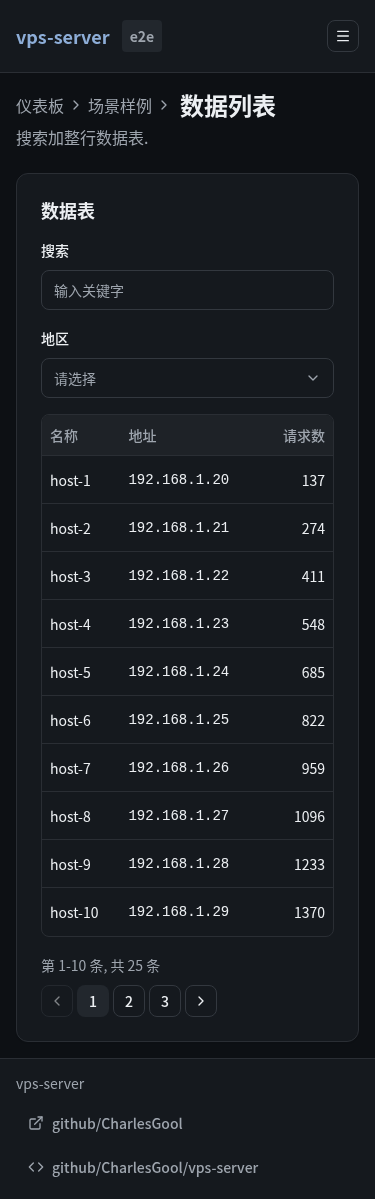 vps-server e2e
仪表板 > 场景样例 > 数据列表
搜索加整行数据表.
数据表
搜索
输入关键字
地区
请选择
名称 地址 请求数
host-1 192.168.1.20 137
host-2 192.168.1.21 274
host-3 192.168.1.22 411
host-4 192.168.1.23 548
host-5 192.168.1.24 685
host-6 192.168.1.25 822
host-7 192.168.1.26 959
host-8 192.168.1.27 1096
host-9 192.168.1.28 1233
host-10 192.168.1.29 1370
第 1-10 条, 共 25 条
1 2 3
vps-server
github/CharlesGool
github/CharlesGool/vps-server